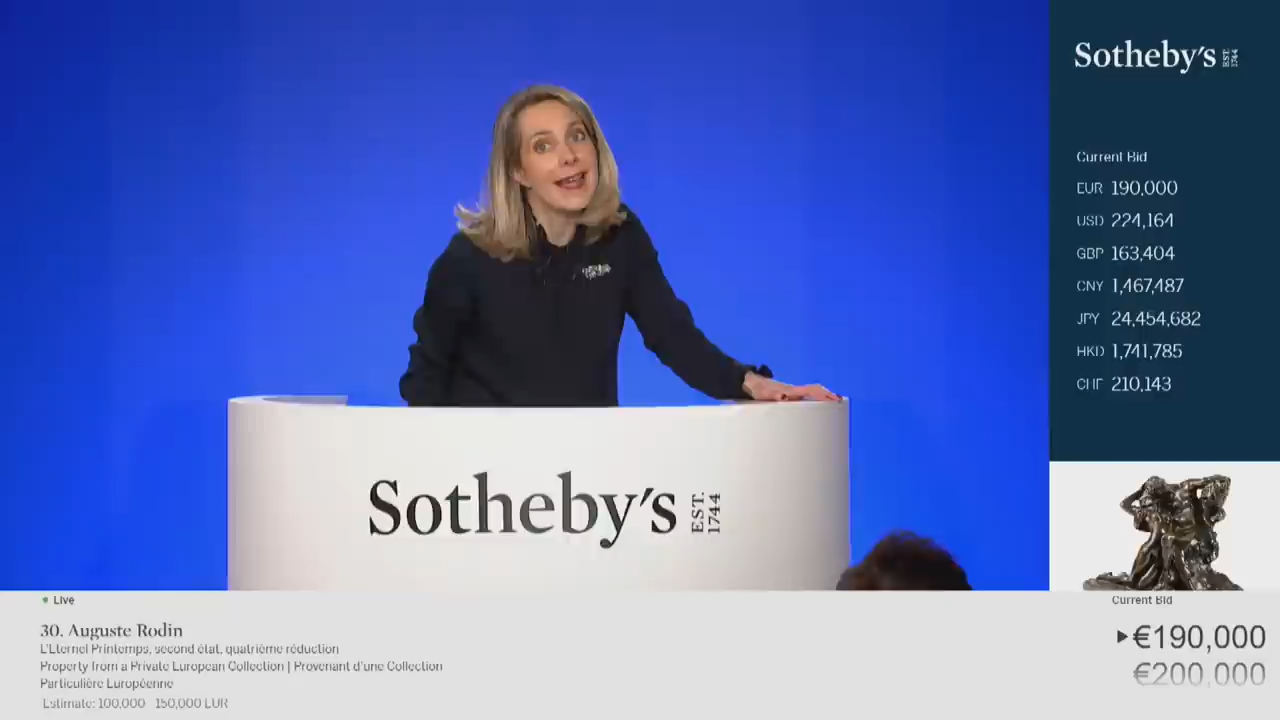 Sotheby's EST. 1744
Current Bid
EUR 190,000
USD 224,164
GBP 163,404
CNY 1,467,487
JPY 24,454,682
HKD 1,741,785
CHF 210,143
Sotheby's EST. 1744
Live
30. Auguste Rodin
L'Eternel Printemps, second état, quatrième réduction
Property from a Private European Collection | Provenant d'une Collection
Particulière Européenne
Estimate: 100,000 - 150,000 EUR
Current Bid
€190,000
€200,000